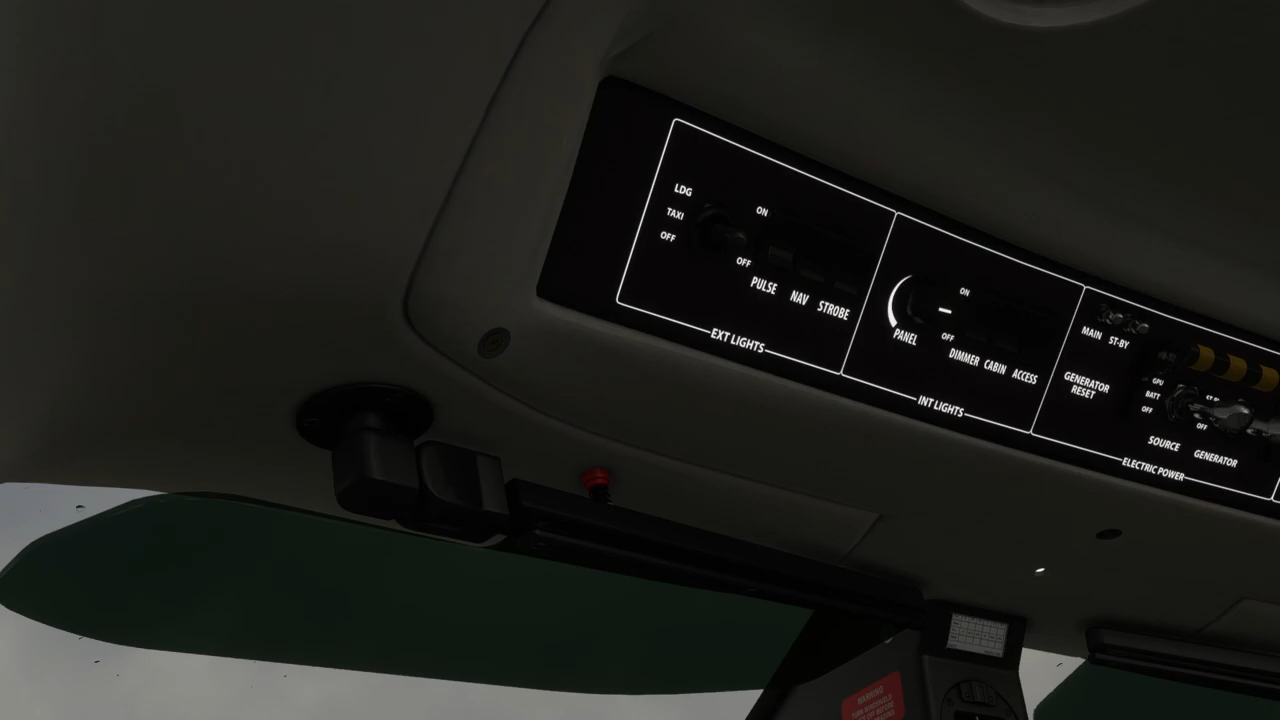 LDG
TAXI
OFF
ON
OFF
PULSE NAV STROBE
EXT LIGHTS
ON
OFF
PANEL
DIMMER CABIN ACCESS
INT LIGHTS
MAIN ST-BY
GENERATOR
RESET
GPU
BATT
OFF
OFF
SOURCE GENERATOR
ELECTRIC POWER
WARNING